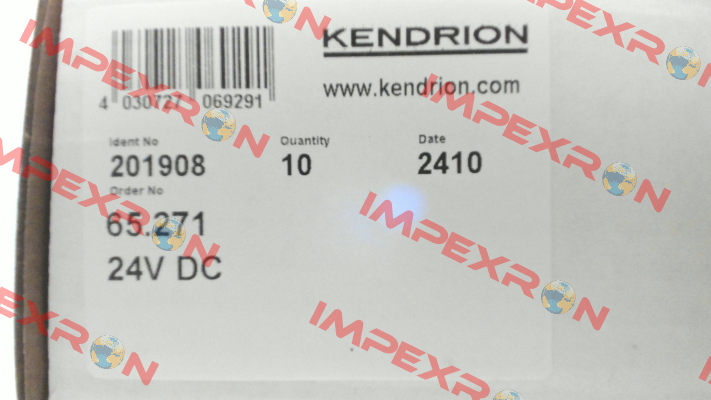 KENDRION
www.kendrion.com
4 030727 069291
Ident No Quantity Date
201908 10 2410
Order No
65.271
24V DC
IMPEXRON
IMPEXRON
IMPEXRON
IMPEXRON
IMPEXRON
IMPEXRON